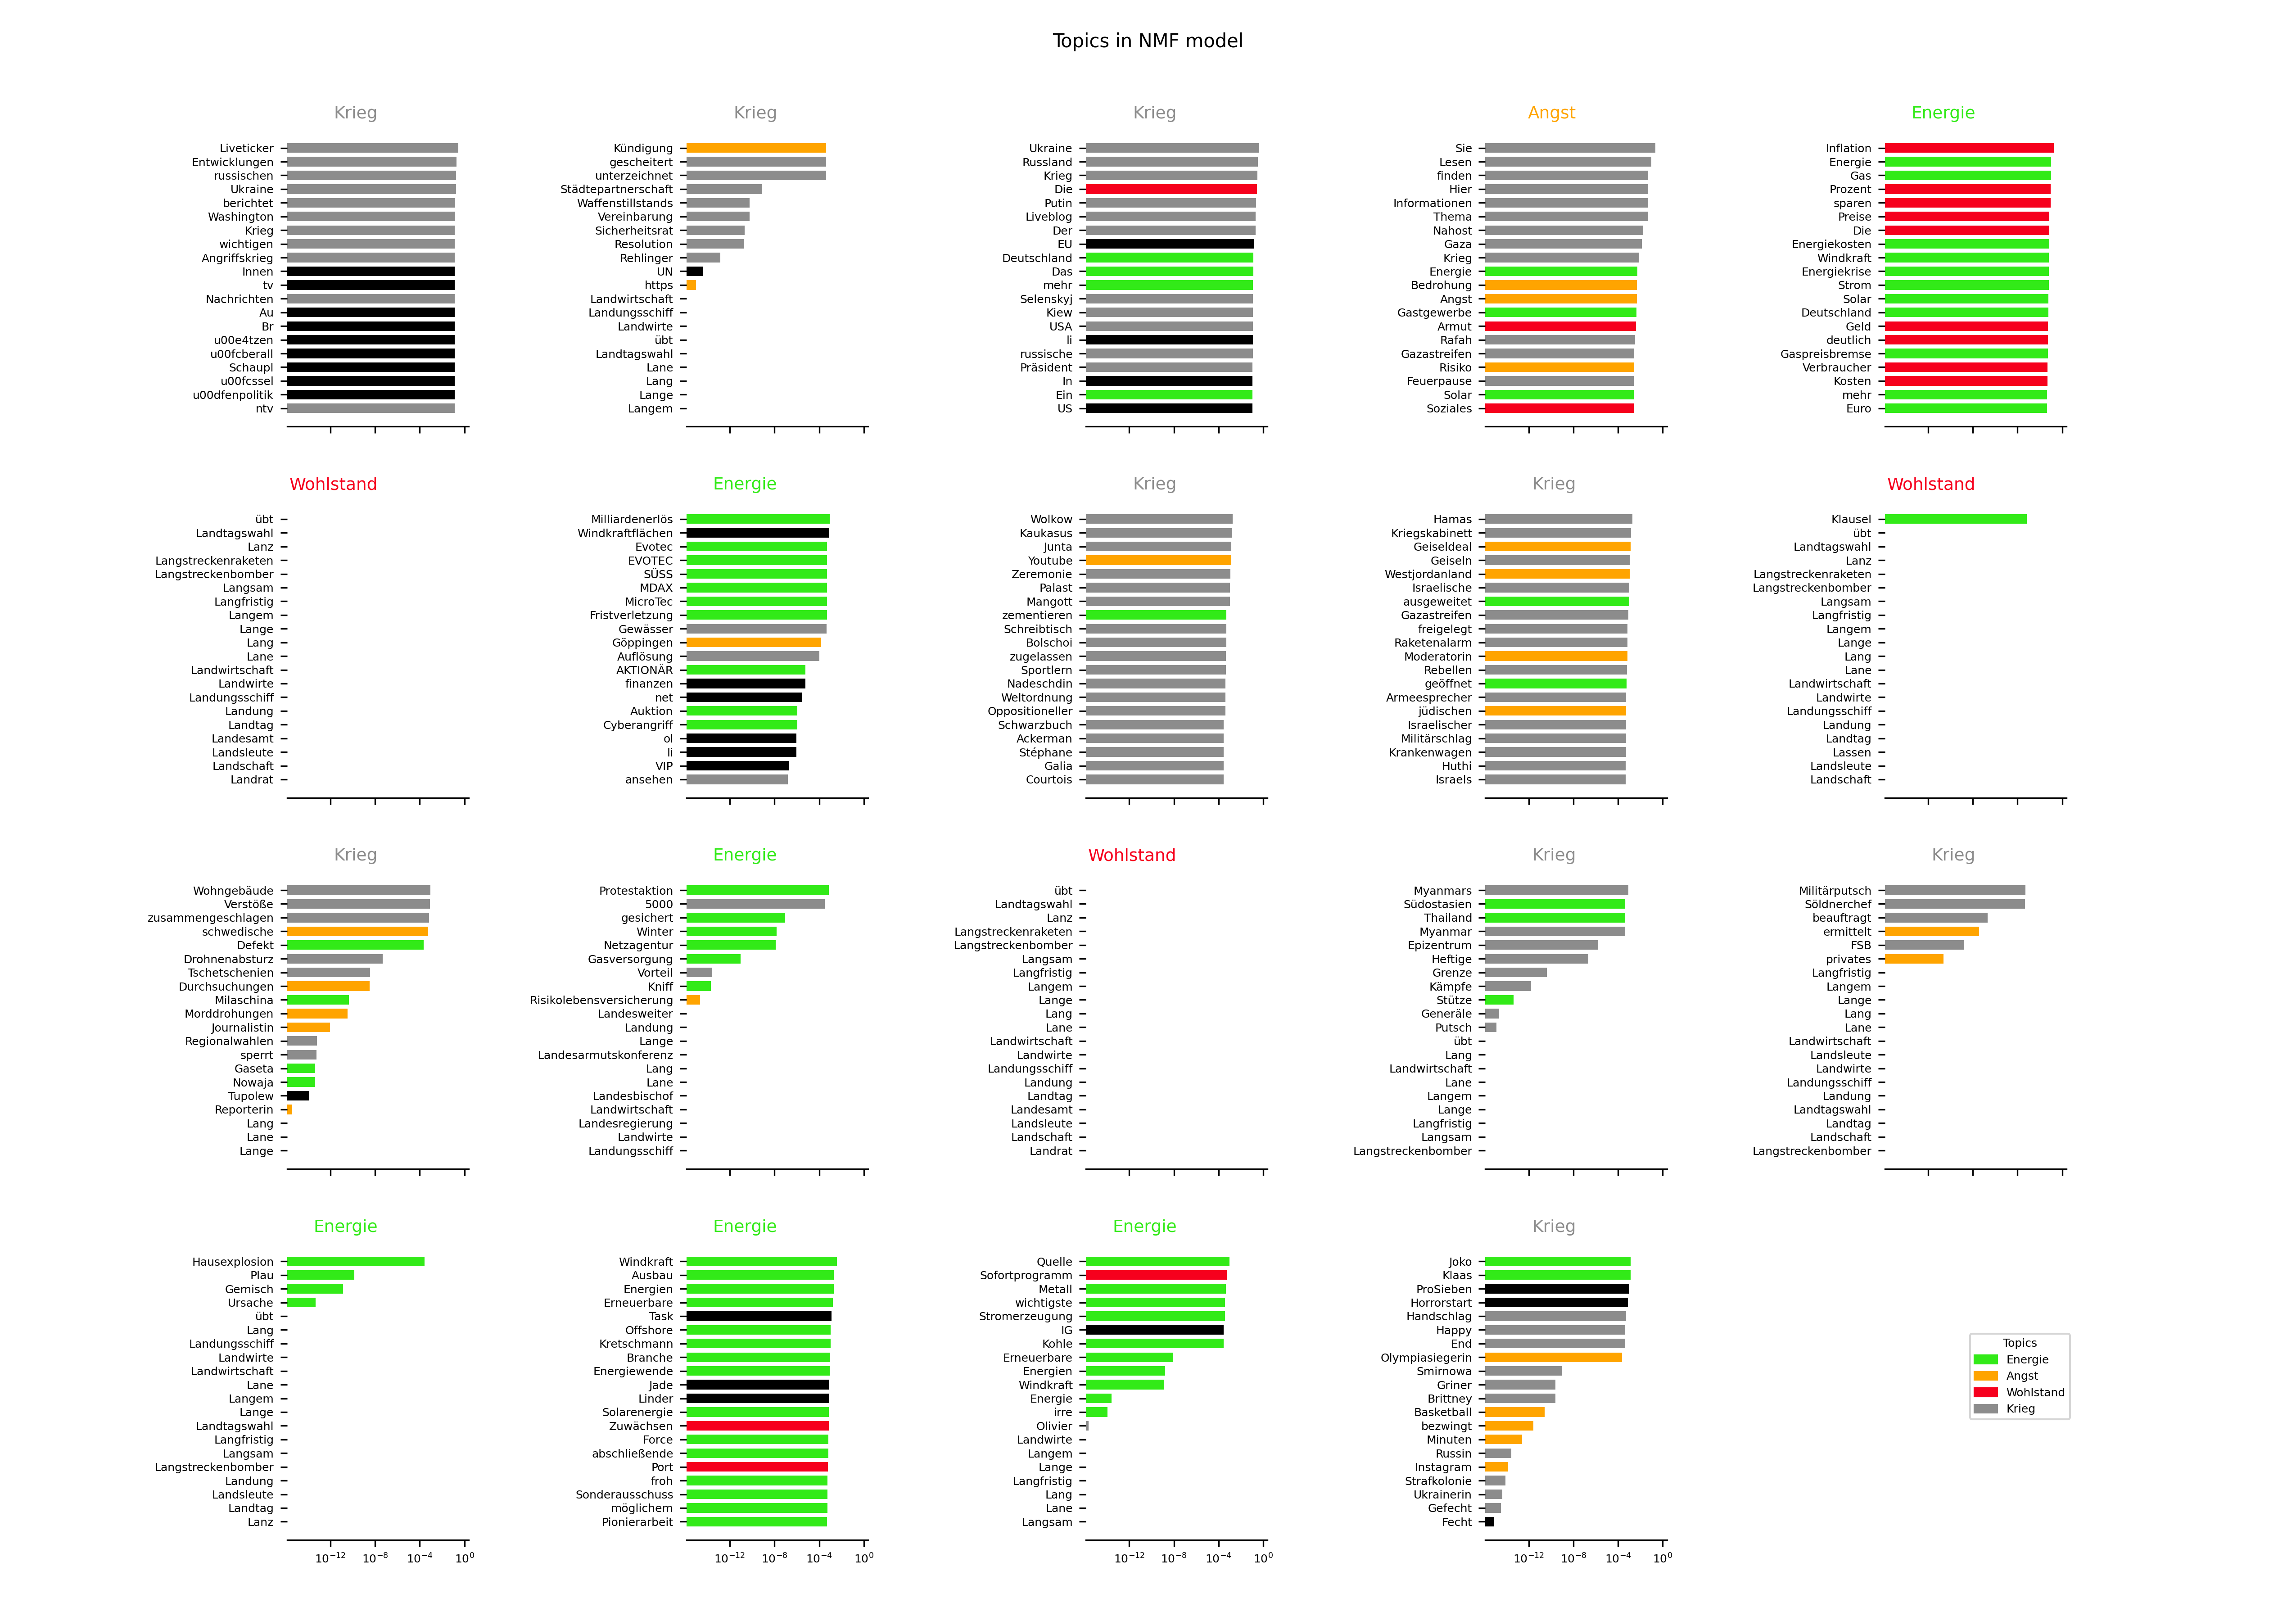 Topics in NMF model
Krieg
Liveticker
Entwicklungen
russischen
Ukraine
berichtet
Washington
Krieg
wichtigen
Angriffskrieg
Innen
tv
Nachrichten
Au
Br
u00e4tzen
u00fcberall
Schaupl
u00fcssel
u00dfenpolitik
ntv
Krieg
Kündigung
gescheitert
unterzeichnet
Städtepartnerschaft
Waffenstillstands
Vereinbarung
Sicherheitsrat
Resolution
Rehlinger
UN
https
Landwirtschaft
Landungsschiff
Landwirte
übt
Landtagswahl
Lane
Lang
Lange
Langem
Krieg
Ukraine
Russland
Krieg
Die
Putin
Liveblog
Der
EU
Deutschland
Das
mehr
Selenskyj
Kiew
USA
li
russische
Präsident
In
Ein
US
Angst
Sie
Lesen
finden
Hier
Informationen
Thema
Nahost
Gaza
Krieg
Energie
Bedrohung
Angst
Gastgewerbe
Armut
Rafah
Gazastreifen
Risiko
Feuerpause
Solar
Soziales
Energie
Inflation
Energie
Gas
Prozent
sparen
Preise
Die
Energiekosten
Windkraft
Energiekrise
Strom
Solar
Deutschland
Geld
deutlich
Gaspreisbremse
Verbraucher
Kosten
mehr
Euro
Wohlstand
übt
Landtagswahl
Lanz
Langstreckenraketen
Langstreckenbomber
Langsam
Langfristig
Langem
Lange
Lang
Lane
Landwirtschaft
Landwirte
Landungsschiff
Landung
Landtag
Landesamt
Landsleute
Landschaft
Landrat
Energie
Milliardenerlös
Windkraftflächen
Evotec
EVOTEC
SÜSS
MDAX
MicroTec
Fristverletzung
Gewässer
Göppingen
Auflösung
AKTIONÄR
finanzen
net
Auktion
Cyberangriff
ol
li
VIP
ansehen
Krieg
Wolkow
Kaukasus
Junta
Youtube
Zeremonie
Palast
Mangott
zementieren
Schreibtisch
Bolschoi
zugelassen
Sportlern
Nadeschdin
Weltordnung
Oppositioneller
Schwarzbuch
Ackerman
Stéphane
Galia
Courtois
Krieg
Hamas
Kriegskabinett
Geiseldeal
Geiseln
Westjordanland
Israelische
ausgeweitet
Gazastreifen
freigelegt
Raketenalarm
Moderatorin
Rebellen
geöffnet
Armeesprecher
jüdischen
Israelischer
Militärschlag
Krankenwagen
Huthi
Israels
Wohlstand
Klausel
übt
Landtagswahl
Lanz
Langstreckenraketen
Langstreckenbomber
Langsam
Langfristig
Langem
Lange
Lang
Lane
Landwirtschaft
Landwirte
Landungsschiff
Landung
Landtag
Lassen
Landsleute
Landschaft
Krieg
Wohngebäude
Verstöße
zusammengeschlagen
schwedische
Defekt
Drohnenabsturz
Tschetschenien
Durchsuchungen
Milaschina
Morddrohungen
Journalistin
Regionalwahlen
sperrt
Gaseta
Nowaja
Tupolew
Reporterin
Lang
Lane
Lange
Energie
Protestaktion
5000
gesichert
Winter
Netzagentur
Gasversorgung
Vorteil
Kniff
Risikolebensversicherung
Landesweiter
Landung
Lange
Landesarmutskonferenz
Lang
Lane
Landesbischof
Landwirtschaft
Landesregierung
Landwirte
Landungsschiff
Wohlstand
übt
Landtagswahl
Lanz
Langstreckenraketen
Langstreckenbomber
Langsam
Langfristig
Langem
Lange
Lang
Lane
Landwirtschaft
Landwirte
Landungsschiff
Landung
Landtag
Landesamt
Landsleute
Landschaft
Landrat
Krieg
Myanmars
Südostasien
Thailand
Myanmar
Epizentrum
Heftige
Grenze
Kämpfe
Stütze
Generäle
Putsch
übt
Lang
Landwirtschaft
Lane
Langem
Lange
Langfristig
Langsam
Langstreckenbomber
Krieg
Militärputsch
Söldnerchef
beauftragt
ermittelt
FSB
privates
Langfristig
Langem
Lange
Lang
Lane
Landwirtschaft
Landsleute
Landwirte
Landungsschiff
Landung
Landtagswahl
Landtag
Landschaft
Langstreckenbomber
Energie
Hausexplosion
Plau
Gemisch
Ursache
übt
Lang
Landungsschiff
Landwirte
Landwirtschaft
Lane
Langem
Lange
Landtagswahl
Langfristig
Langsam
Langstreckenbomber
Landung
Landsleute
Landtag
Lanz
10⁻¹² 10⁻⁸ 10⁻⁴ 10⁰
Energie
Windkraft
Ausbau
Energien
Erneuerbare
Task
Offshore
Kretschmann
Branche
Energiewende
Jade
Linder
Solarenergie
Zuwächsen
Force
abschließende
Port
froh
Sonderausschuss
möglichem
Pionierarbeit
10⁻¹² 10⁻⁸ 10⁻⁴ 10⁰
Energie
Quelle
Sofortprogramm
Metall
wichtigste
Stromerzeugung
IG
Kohle
Erneuerbare
Energien
Windkraft
Energie
irre
Olivier
Landwirte
Langem
Lange
Langfristig
Lang
Lane
Langsam
10⁻¹² 10⁻⁸ 10⁻⁴ 10⁰
Krieg
Joko
Klaas
ProSieben
Horrorstart
Handschlag
Happy
End
Olympiasiegerin
Smirnowa
Griner
Brittney
Basketball
bezwingt
Minuten
Russin
Instagram
Strafkolonie
Ukrainerin
Gefecht
Fecht
10⁻¹² 10⁻⁸ 10⁻⁴ 10⁰
Topics
Energie
Angst
Wohlstand
Krieg